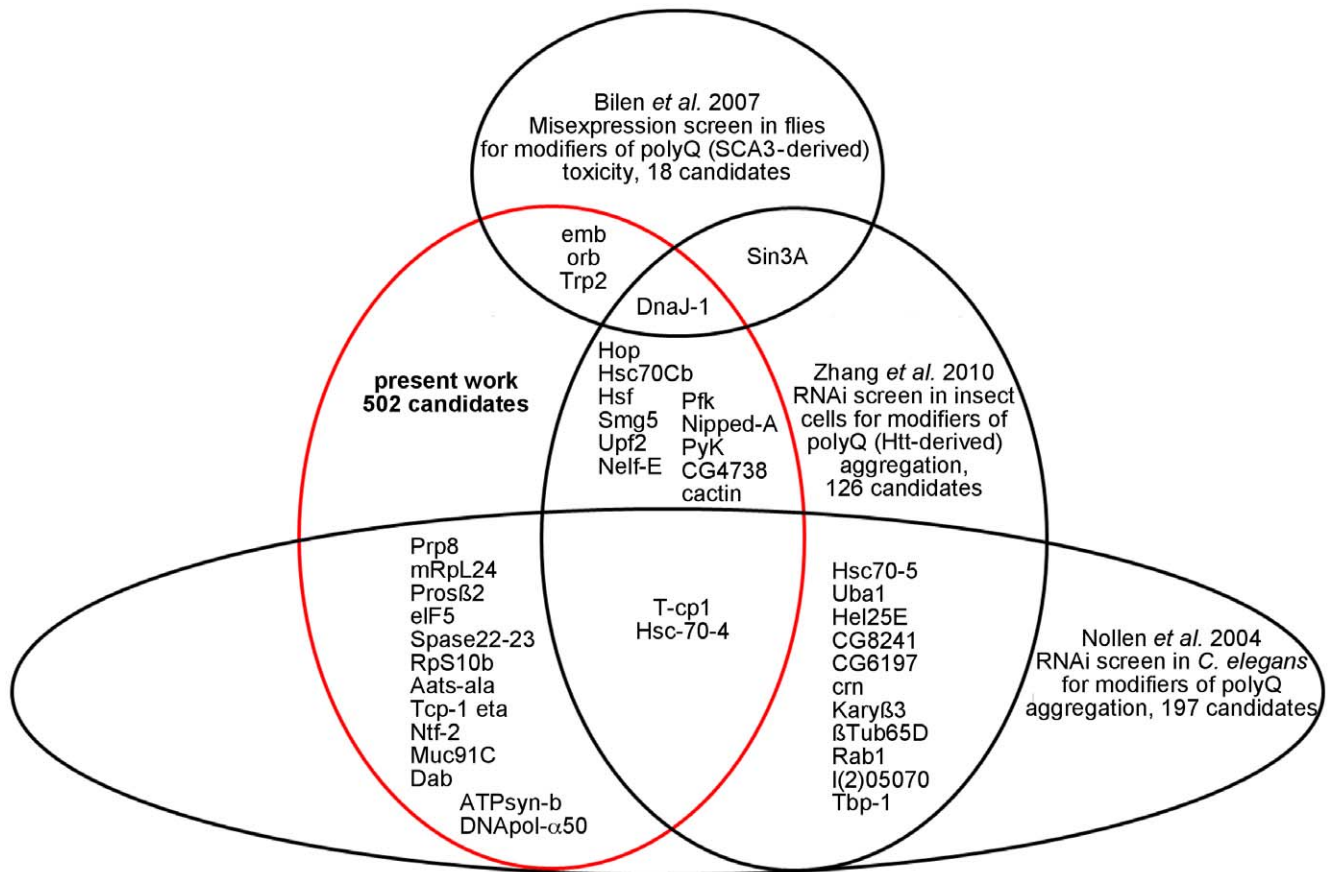 Bilen et al. 2007
Misexpression screen in flies
for modifiers of polyQ (SCA3-derived)
toxicity, 18 candidates
emb
orb
Trp2
Sin3A
DnaJ-1
present work
502 candidates
Hop
Hsc70Cb
Hsf
Smg5
Upf2
Nelf-E
Pfk
Nipped-A
PyK
CG4738
cactin
Zhang et al. 2010
RNAi screen in insect
cells for modifiers of
polyQ (Htt-derived)
aggregation,
126 candidates
Prp8
mRpL24
Prosß2
eIF5
Spase22-23
RpS10b
Aats-ala
Tcp-1 eta
Ntf-2
Muc91C
Dab
ATPsyn-b
DNApol-α50
T-cp1
Hsc-70-4
Hsc70-5
Uba1
Hel25E
CG8241
CG6197
crn
Karyß3
ßTub65D
Rab1
l(2)05070
Tbp-1
Nollen et al. 2004
RNAi screen in C. elegans
for modifiers of polyQ
aggregation, 197 candidates